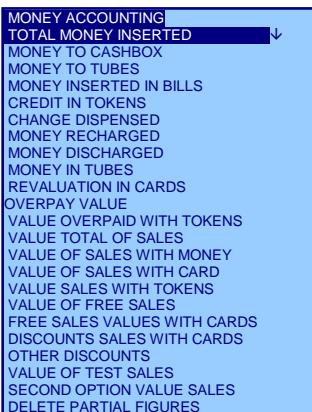 MONEY ACCOUNTING
TOTAL MONEY INSERTED ↓
MONEY TO CASHBOX
MONEY TO TUBES
MONEY INSERTED IN BILLS
CREDIT IN TOKENS
CHANGE DISPENSED
MONEY RECHARGED
MONEY DISCHARGED
MONEY IN TUBES
REVALUATION IN CARDS
OVERPAY VALUE
VALUE OVERPAID WITH TOKENS
VALUE TOTAL OF SALES
VALUE OF SALES WITH MONEY
VALUE OF SALES WITH CARD
VALUE SALES WITH TOKENS
VALUE OF FREE SALES
FREE SALES VALUES WITH CARDS
DISCOUNTS SALES WITH CARDS
OTHER DISCOUNTS
VALUE OF TEST SALES
SECOND OPTION VALUE SALES
DELETE PARTIAL FIGURES